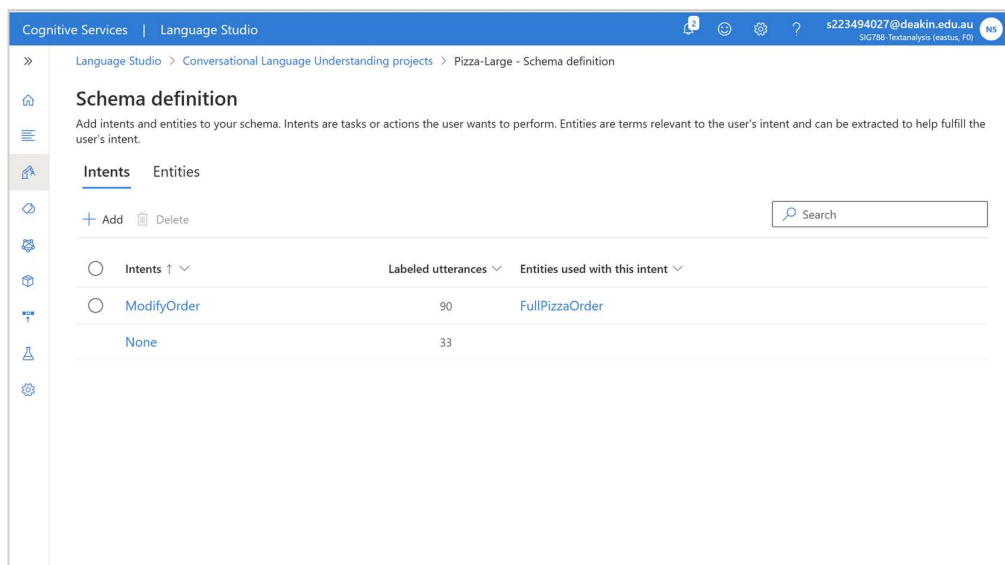 Cognitive Services | Language Studio
2
s223494027@deakin.edu.au
SIG788-Textanalysis (eastus, F0)
NS
Language Studio > Conversational Language Understanding projects > Pizza-Large - Schema definition
Schema definition
Add intents and entities to your schema. Intents are tasks or actions the user wants to perform. Entities are terms relevant to the user's intent and can be extracted to help fulfill the
user's intent.
Intents Entities
+ Add Delete
Search
Intents ↑ Labeled utterances Entities used with this intent
ModifyOrder 90 FullPizzaOrder
None 33